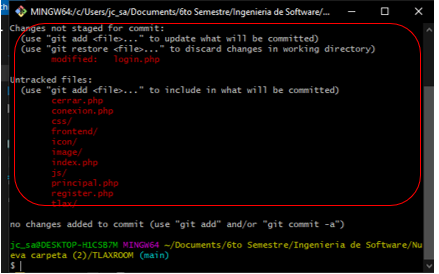 MINGW64:/c/Users/jc_sa/Documents/6to Semestre/Ingenieria de Software/...
Changes not staged for commit:
(use "git add <file>..." to update what will be committed)
(use "git restore <file>..." to discard changes in working directory)
modified: login.php
Untracked files:
(use "git add <file>..." to include in what will be committed)
cerrar.php
conexion.php
css/
frontend/
icon/
image/
index.php
js/
principal.php
register.php
tlax/
no changes added to commit (use "git add" and/or "git commit -a")
jc_sa@DESKTOP-H1CS87M MINGW64 ~/Documents/6to Semestre/Ingenieria de Software/Nu
eva carpeta (2)/TLAXROOM (main)
$